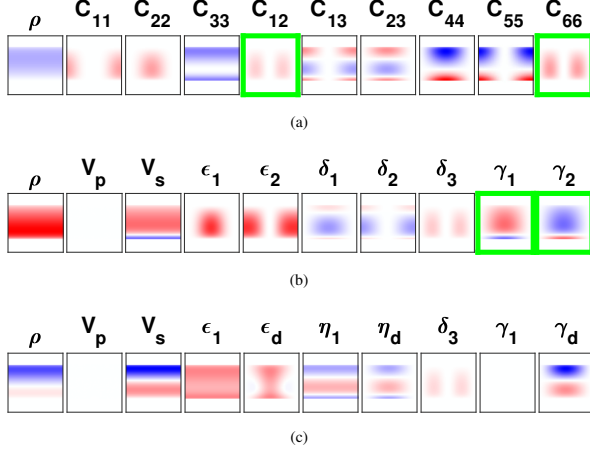 ρ C11 C22 C33 C12 C13 C23 C44 C55 C66
(a)
ρ Vp Vs ϵ1 ϵ2 δ1 δ2 δ3 γ1 γ2
(b)
ρ Vp Vs ϵ1 ϵd η1 ηd δ3 γ1 γd
(c)